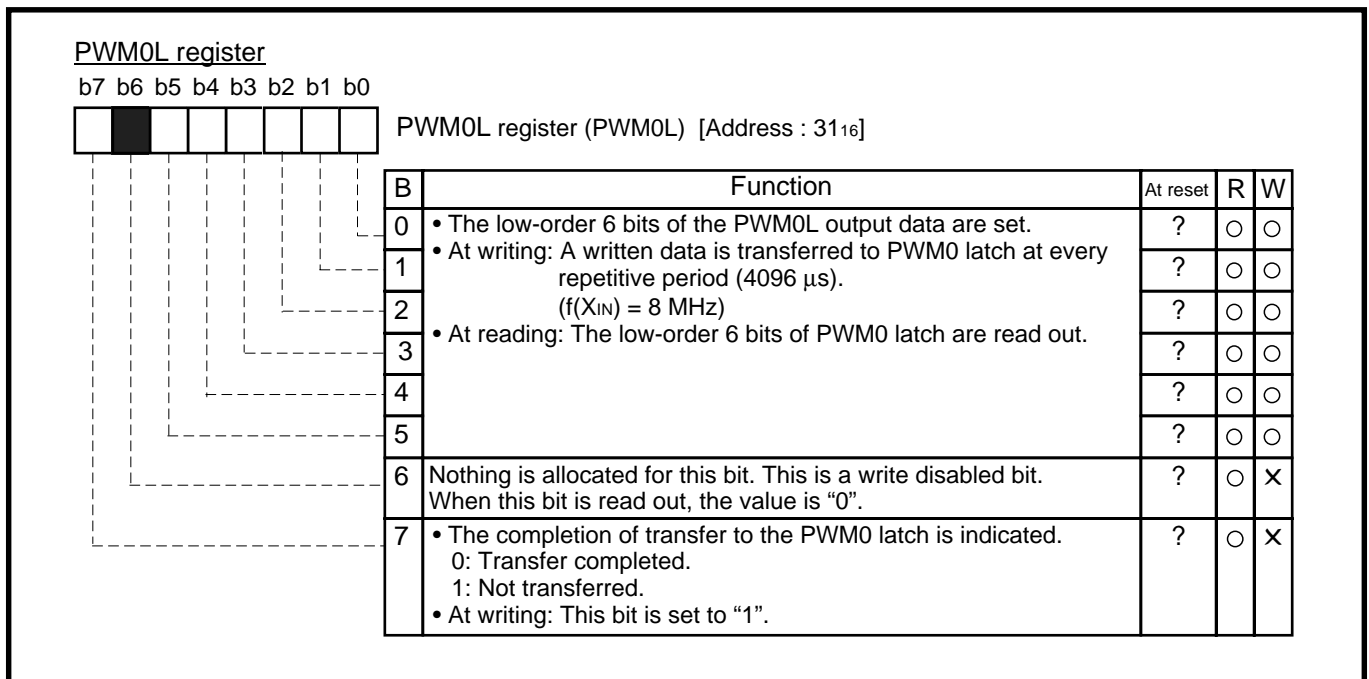 PWM0L register
b7 b6 b5 b4 b3 b2 b1 b0
PWM0L register (PWM0L) [Address : 31₁₆]
B Function At reset R W
0 • The low-order 6 bits of the PWM0L output data are set. ? ○ ○
• At writing: A written data is transferred to PWM0 latch at every
1 repetitive period (4096 μs). ? ○ ○
2 (f(XIN) = 8 MHz) ? ○ ○
• At reading: The low-order 6 bits of PWM0 latch are read out.
3 ? ○ ○
4 ? ○ ○
5 ? ○ ○
6 Nothing is allocated for this bit. This is a write disabled bit. ? ○ ×
When this bit is read out, the value is “0”.
7 • The completion of transfer to the PWM0 latch is indicated. ? ○ ×
0: Transfer completed.
1: Not transferred.
• At writing: This bit is set to “1”.